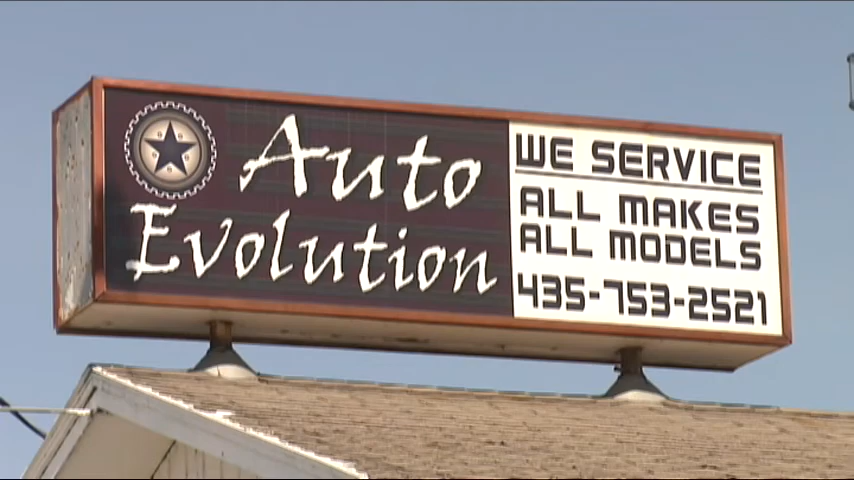 Auto
Evolution
WE SERVICE
ALL MAKES
ALL MODELS
435-753-2521